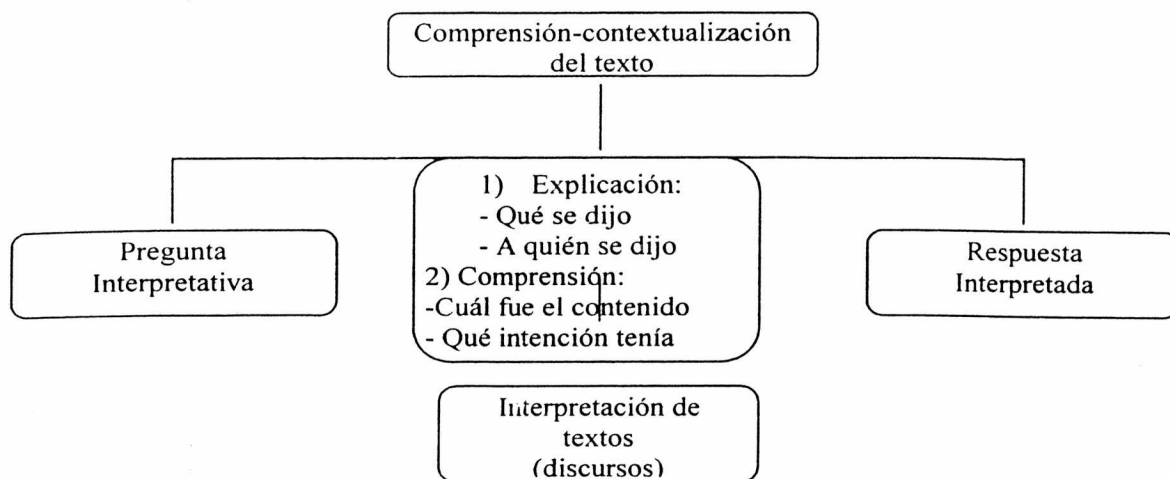 Comprensión-contextualización
del texto
1) Explicación:
- Qué se dijo
- A quién se dijo
2) Comprensión:
-Cuál fue el contenido
- Qué intención tenía
Pregunta
Interpretativa
Respuesta
Interpretada
Interpretación de
textos
(discursos)